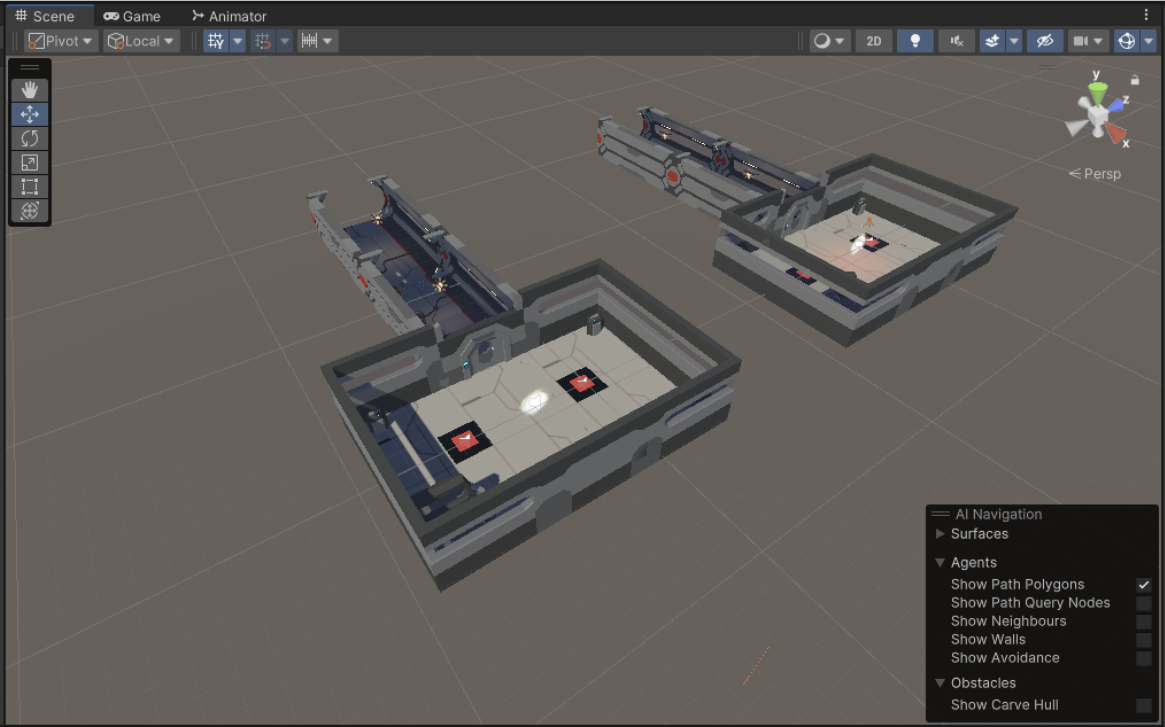 Scene Game Animator
Pivot Local 2D
y
z
x
Persp
AI Navigation
Surfaces
Agents
Show Path Polygons
Show Path Query Nodes
Show Neighbours
Show Walls
Show Avoidance
Obstacles
Show Carve Hull